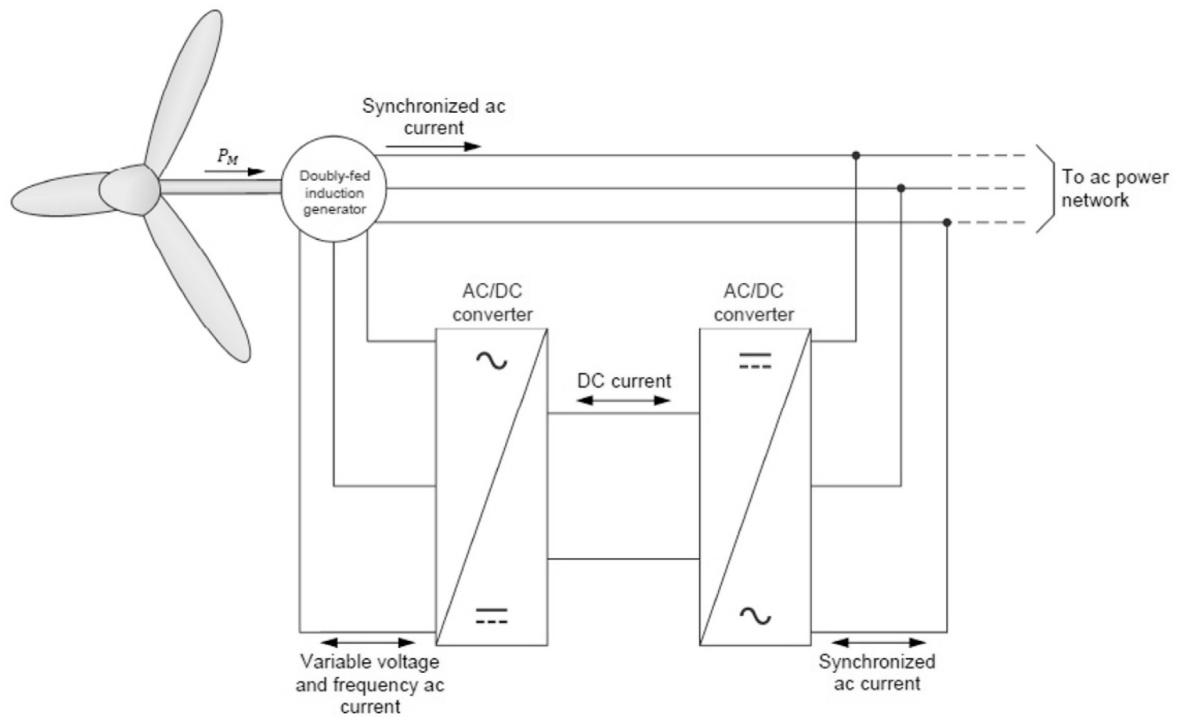 Synchronized ac
current
P_M
Doubly-fed
induction
generator
To ac power
network
AC/DC
converter
AC/DC
converter
DC current
Variable voltage
and frequency ac
current
Synchronized
ac current